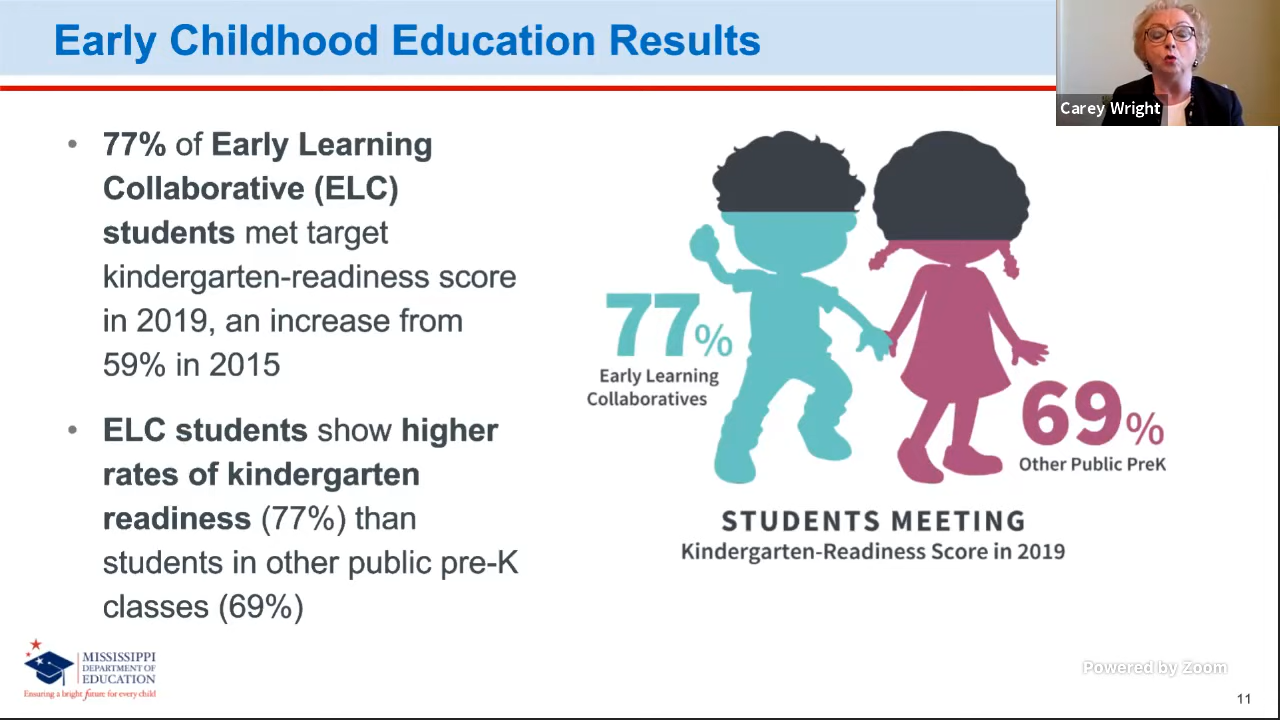 Early Childhood Education Results
Carey Wright
• 77% of Early Learning
Collaborative (ELC)
students met target
kindergarten-readiness score
in 2019, an increase from
59% in 2015
• ELC students show higher
rates of kindergarten
readiness (77%) than
students in other public pre-K
classes (69%)
77%
Early Learning
Collaboratives
69%
Other Public PreK
STUDENTS MEETING
Kindergarten-Readiness Score in 2019
MISSISSIPPI
DEPARTMENT OF
EDUCATION
Ensuring a bright future for every child
Powered by Zoom
11